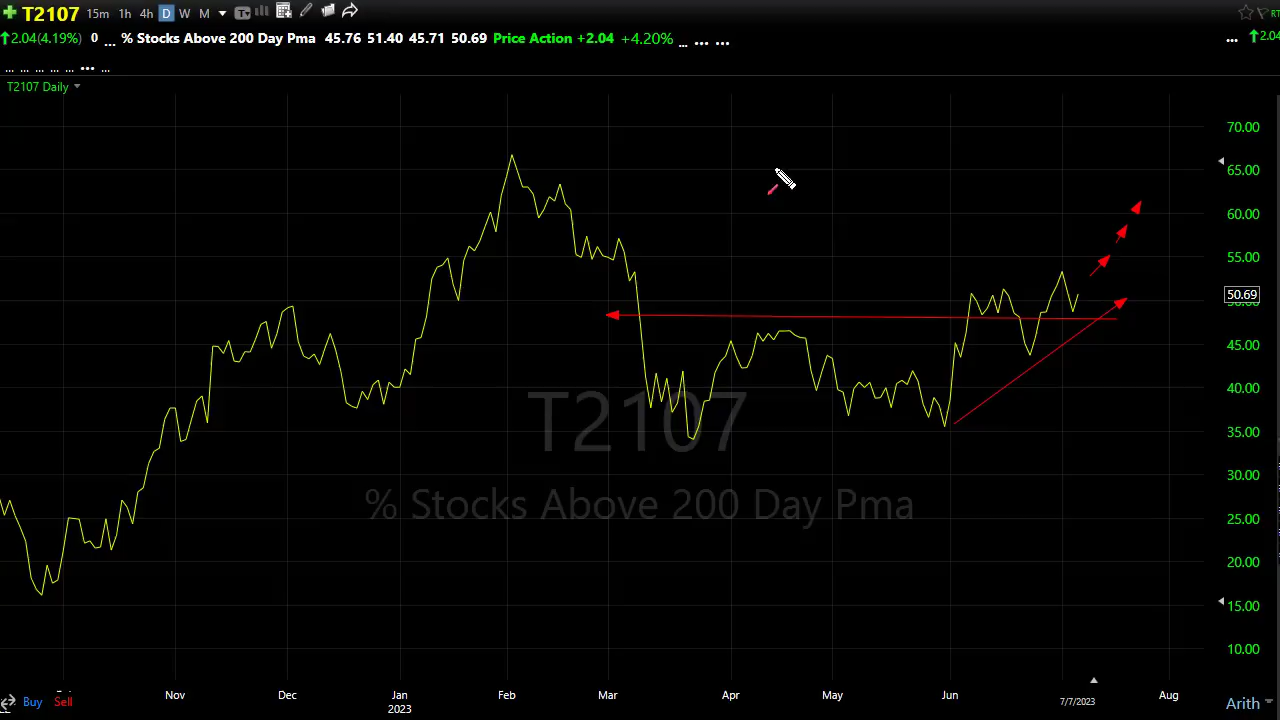 T2107 15m 1h 4h D W M
2.04(4.19%) 0 ... % Stocks Above 200 Day Pma 45.76 51.40 45.71 50.69 Price Action +2.04 +4.20% ... ... ... ... 2.04
... ... ... ... ... ... ...
T2107 Daily
70.00
65.00
60.00
55.00
50.69
45.00
40.00
35.00
30.00
25.00
20.00
15.00
10.00
T2107
% Stocks Above 200 Day Pma
Nov Dec Jan Feb Mar Apr May Jun 7/7/2023 Aug
2023
Buy Sell Arith